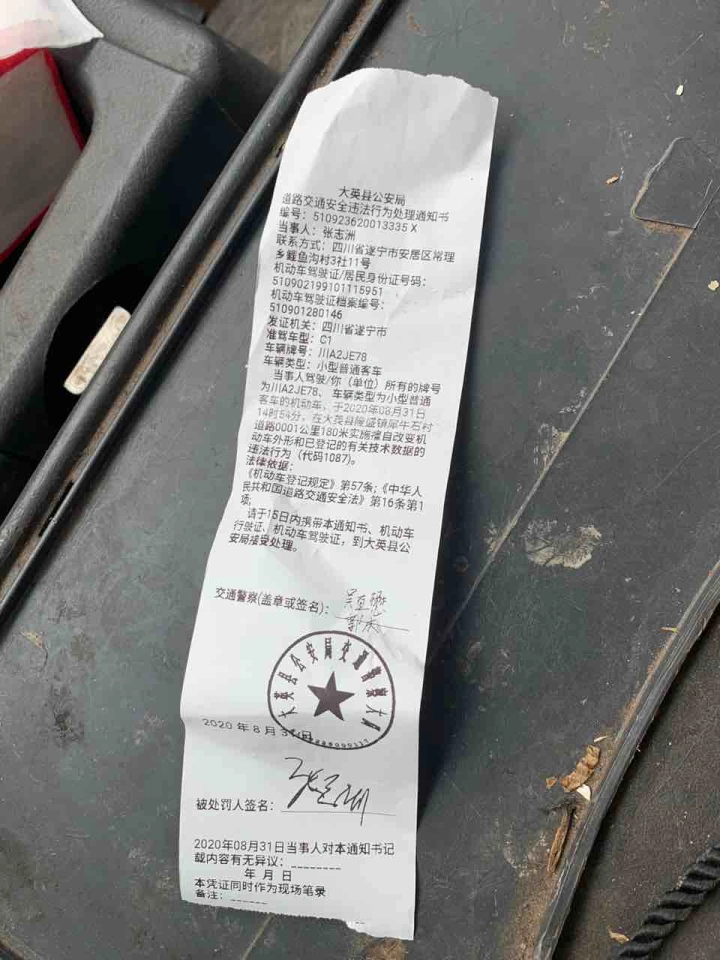 大英县公安局
道路交通安全违法行为处理通知书
编号：510923620013335X
当事人：张志洲
联系方式：四川省遂宁市安居区常理
乡鲤鱼沟村3社11号
机动车驾驶证/居民身份证号码：
510902199101115951
机动车驾驶证档案编号：
510901280146
发证机关：四川省遂宁市
准驾车型：C1
车辆牌号：川A2JE78
车辆类型：小型普通客车
当事人驾驶/你（单位）所有的牌号
为川A2JE78、车辆类型为小型普通
客车的机动车，于2020年08月31日
14时54分，在大英县隆盛镇犀牛石村
道路0001公里180米实施擅自改变机
动车外形和已登记的有关技术数据的
违法行为（代码1087）。
法律依据：
《机动车登记规定》第57条;《中华人
民共和国道路交通安全法》第16条第1
项;
请于15日内携带本通知书、机动车
行驶证、机动车驾驶证，到大英县公
安局接受处理。
交通警察(盖章或签名)：
大英县公安局交通警察大队
2020年8月31日
被处罚人签名：
2020年08月31日当事人对本通知书记
载内容有无异议：
年 月 日
本凭证同时作为现场笔录
备注：